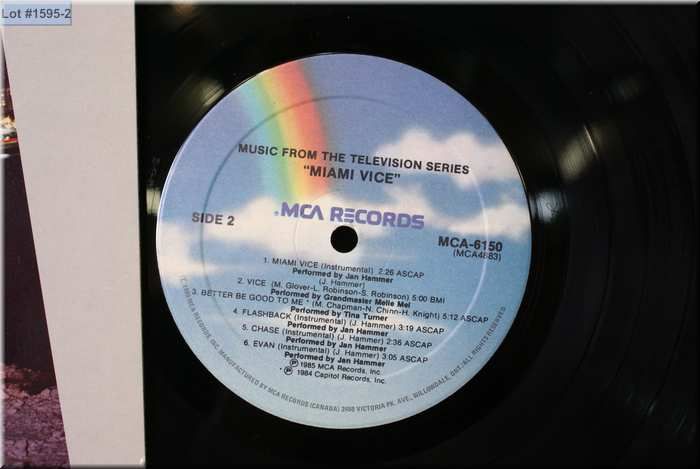 Lot #1595-2
MUSIC FROM THE TELEVISION SERIES
"MIAMI VICE"
MCA RECORDS
SIDE 2
MCA-6150
(MCA4883)
1. MIAMI VICE (Instrumental) 2:26 ASCAP
Performed by Jan Hammer
(J. Hammer)
2. VICE (M. Glover-L. Robinson-S. Robinson) 5:00 BMI
Performed by Grandmaster Melle Mel
3. BETTER BE GOOD TO ME * (M. Chapman-N. Chinn-H. Knight) 5:12 ASCAP
Performed by Tina Turner
4. FLASHBACK (Instrumental) (J. Hammer) 3:19 ASCAP
Performed by Jan Hammer
5. CHASE (Instrumental) (J. Hammer) 2:36 ASCAP
Performed by Jan Hammer
6. EVAN (Instrumental) (J. Hammer) 3:05 ASCAP
Performed by Jan Hammer
℗ 1985 MCA Records, Inc.
* ℗ 1984 Capitol Records, Inc.
MCA RECORDS INC. MANUFACTURED BY MCA RECORDS (CANADA) VICTORIA PK. AVE., WILLOWDALE, ONT-ALL RIGHTS RESERVED